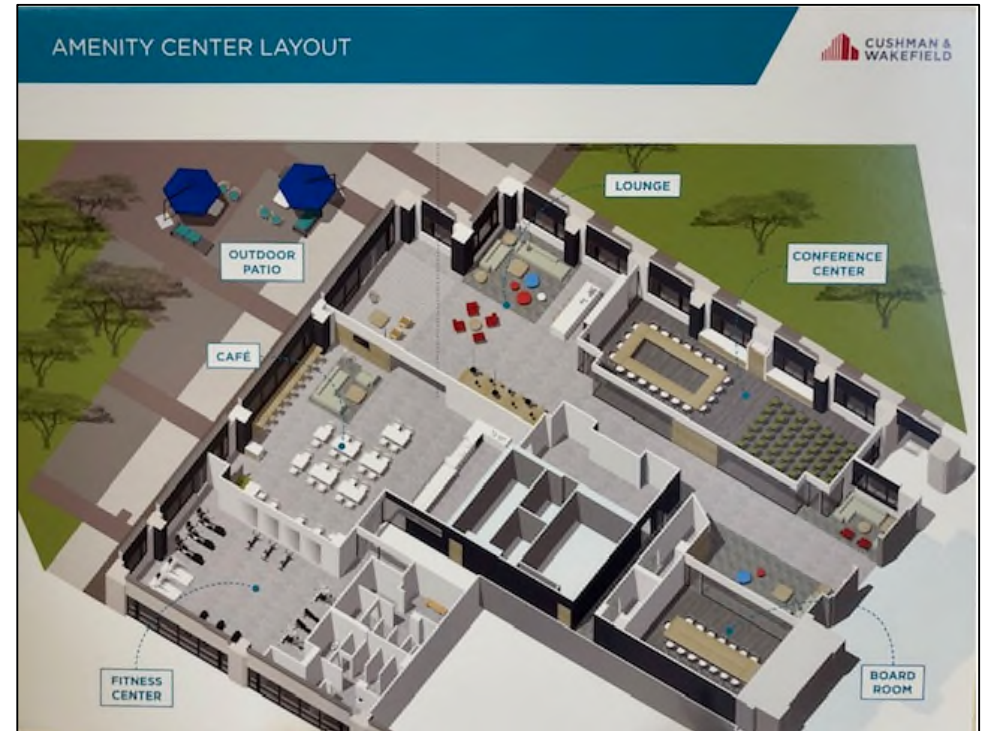 AMENITY CENTER LAYOUT
CUSHMAN &
WAKEFIELD
LOUNGE
OUTDOOR
PATIO
CONFERENCE
CENTER
CAFÉ
FITNESS
CENTER
BOARD
ROOM